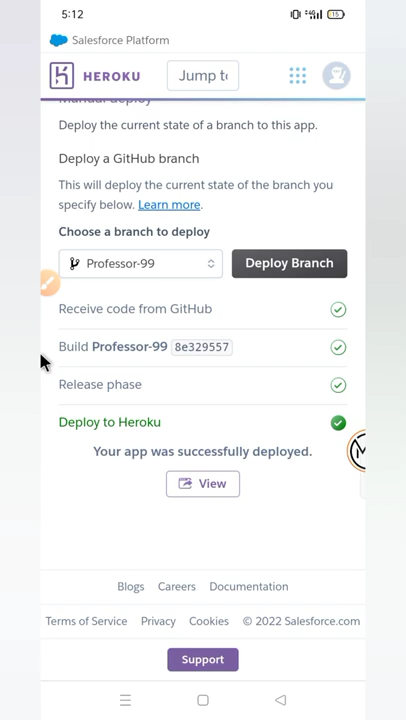 5:12
15
Salesforce Platform
HEROKU
Jump t
Manual deploy
Deploy the current state of a branch to this app.
Deploy a GitHub branch
This will deploy the current state of the branch you
specify below. Learn more.
Choose a branch to deploy
Professor-99
Deploy Branch
Receive code from GitHub
Build Professor-99 8e329557
Release phase
Deploy to Heroku
Your app was successfully deployed.
View
Blogs Careers Documentation
Terms of Service Privacy Cookies © 2022 Salesforce.com
Support